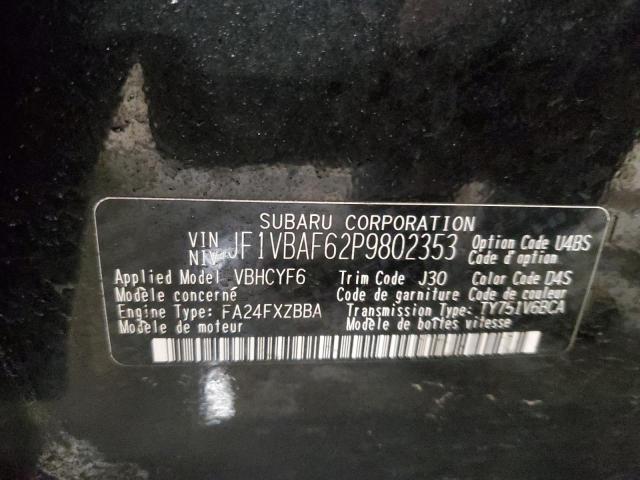 SUBARU CORPORATION
VIN
NIV JF1VBAF62P9802353 Option Code U4BS
Code d'option
Applied Model VBHCYF6 Trim Code J30 Color Code D4S
Modèle concerné Code de garniture Code de couleur
Engine Type: FA24FXZBBA Transmission Type: TY751V6BCA
Modèle de moteur Modèle de boîtes vitesse